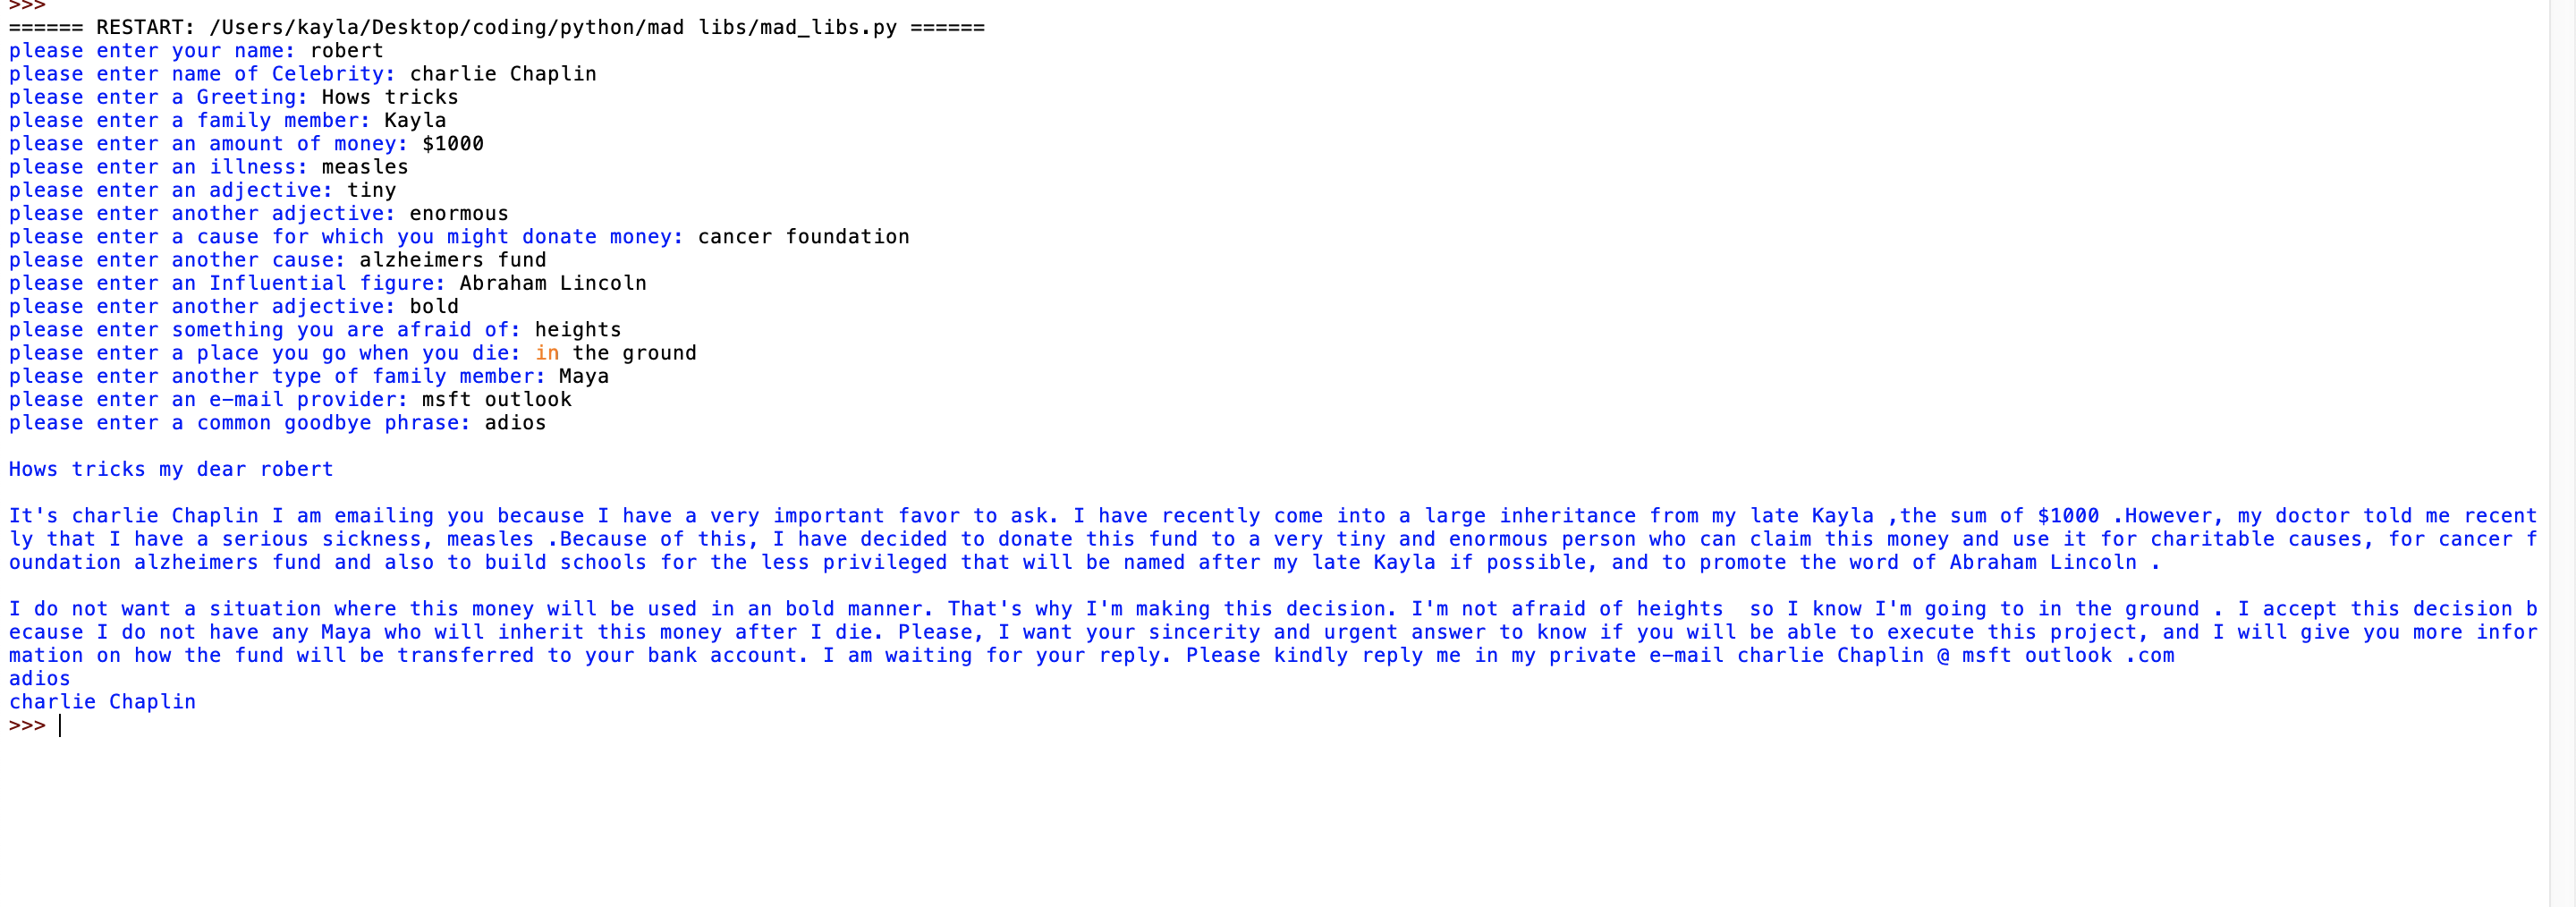 >>>
====== RESTART: /Users/kayla/Desktop/coding/python/mad libs/mad_libs.py ======
please enter your name: robert
please enter name of Celebrity: charlie Chaplin
please enter a Greeting: Hows tricks
please enter a family member: Kayla
please enter an amount of money: $1000
please enter an illness: measles
please enter an adjective: tiny
please enter another adjective: enormous
please enter a cause for which you might donate money: cancer foundation
please enter another cause: alzheimers fund
please enter an Influential figure: Abraham Lincoln
please enter another adjective: bold
please enter something you are afraid of: heights
please enter a place you go when you die: in the ground
please enter another type of family member: Maya
please enter an e-mail provider: msft outlook
please enter a common goodbye phrase: adios
Hows tricks my dear robert
It's charlie Chaplin I am emailing you because I have a very important favor to ask. I have recently come into a large inheritance from my late Kayla ,the sum of $1000 .However, my doctor told me recent
ly that I have a serious sickness, measles .Because of this, I have decided to donate this fund to a very tiny and enormous person who can claim this money and use it for charitable causes, for cancer f
oundation alzheimers fund and also to build schools for the less privileged that will be named after my late Kayla if possible, and to promote the word of Abraham Lincoln .
I do not want a situation where this money will be used in an bold manner. That's why I'm making this decision. I'm not afraid of heights  so I know I'm going to in the ground . I accept this decision b
ecause I do not have any Maya who will inherit this money after I die. Please, I want your sincerity and urgent answer to know if you will be able to execute this project, and I will give you more infor
mation on how the fund will be transferred to your bank account. I am waiting for your reply. Please kindly reply me in my private e-mail charlie Chaplin @ msft outlook .com
adios
charlie Chaplin
>>>